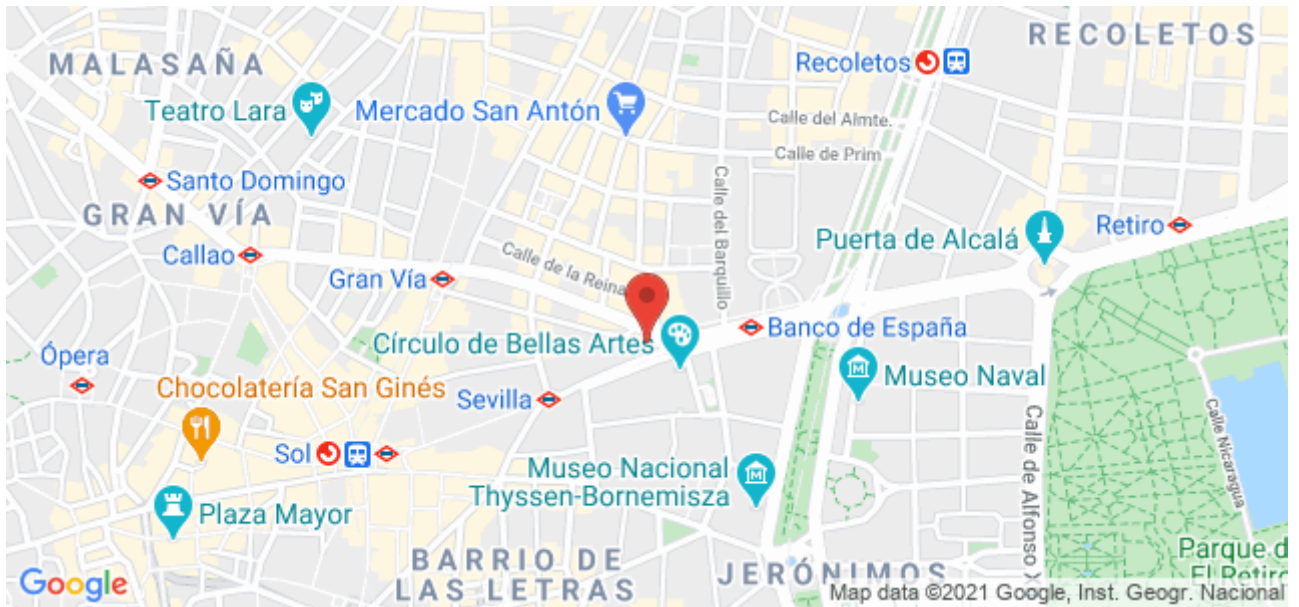 RECOLETOS
Recoletos
MALASAÑA
Teatro Lara
Mercado San Antón
Calle del Almte.
Calle de Prim
Santo Domingo
Calle del Barquillo
GRAN VÍA
Puerta de Alcalá
Retiro
Callao
Calle de la Reina
Gran Vía
Banco de España
Círculo de Bellas Artes
Ópera
Museo Naval
Chocolatería San Ginés
Sevilla
Calle de Alfonso X
Calle Nicaragua
Sol
Museo Nacional
Thyssen-Bornemisza
Plaza Mayor
BARRIO DE
LAS LETRAS
JERÓNIMOS
Parque d
El Retiro
Google
Map data ©2021 Google, Inst. Geogr. Nacional